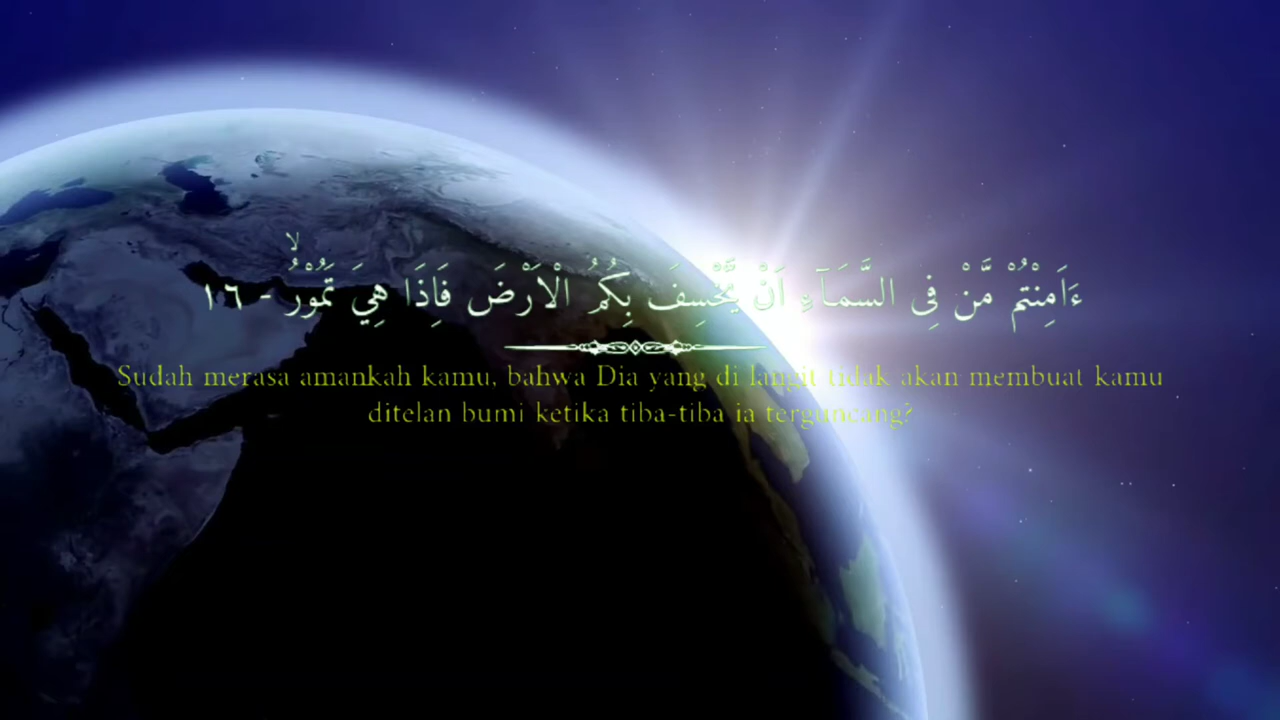 ءَاَمِنْتُمْ مَّنْ فِى السَّمَاۤءِ اَنْ يَّخْسِفَ بِكُمُ الْاَرْضَ فَاِذَا هِيَ تَمُوْرُۙ - ١٦
Sudah merasa amankah kamu, bahwa Dia yang di langit tidak akan membuat kamu
ditelan bumi ketika tiba-tiba ia terguncang?